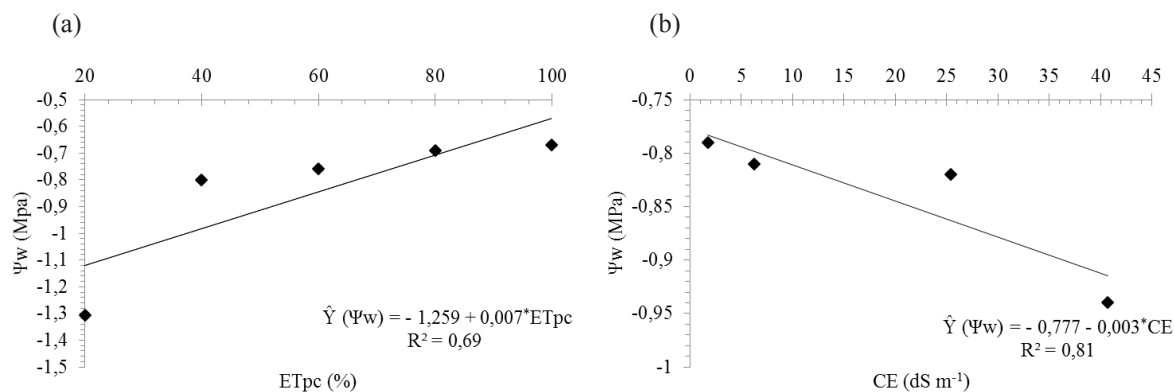 (a)
20 40 60 80 100
-0,5
-0,6
-0,7
-0,8
-0,9
-1
-1,1
-1,2
-1,3
-1,4
-1,5
Ψw (Mpa)
Ŷ (Ψw) = - 1,259 + 0,007*ETpc
R² = 0,69
ETpc (%)
(b)
0 5 10 15 20 25 30 35 40 45
-0,75
-0,8
-0,85
-0,9
-0,95
-1
Ψw (MPa)
Ŷ (Ψw) = - 0,777 - 0,003*CE
R² = 0,81
CE (dS m⁻¹)